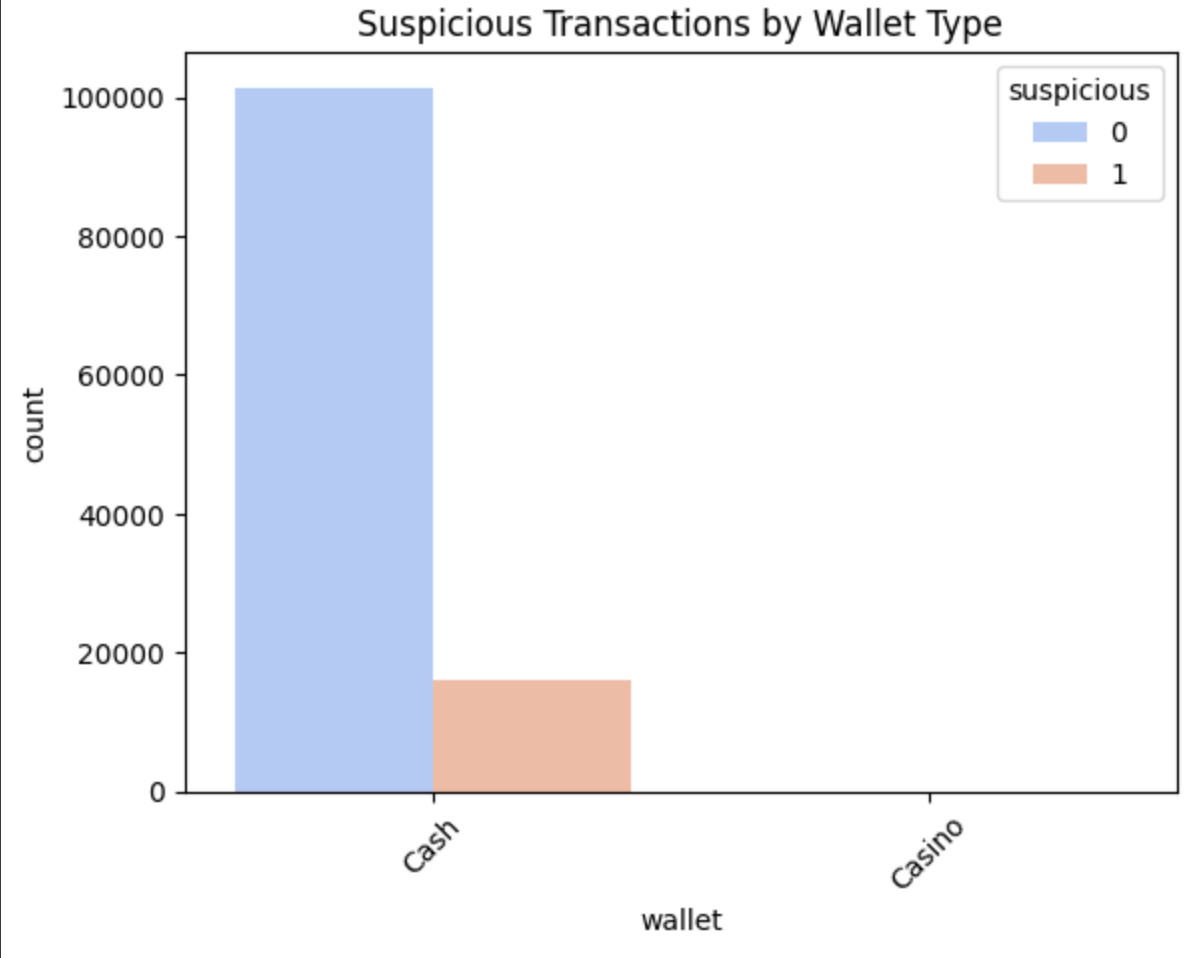 Suspicious Transactions by Wallet Type
suspicious
0
1
100000
80000
60000
40000
20000
0
count
Cash
Casino
wallet